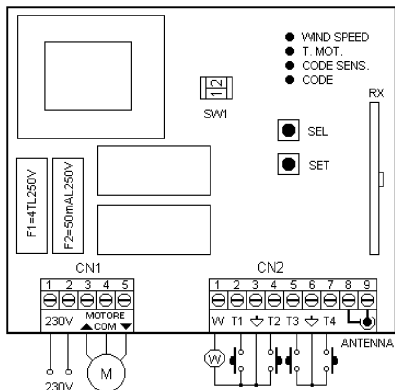 WIND SPEED
T. MOT.
CODE SENS.
CODE
1 2
SW1
RX
SEL
SET
F1=4TL250V
F2=50mAL250V
CN1
CN2
1 2 3 4 5
1 2 3 4 5 6 7 8 9
230V
MOTORE
COM
W T1 T2 T3 T4
ANTENNA
W
M
230V